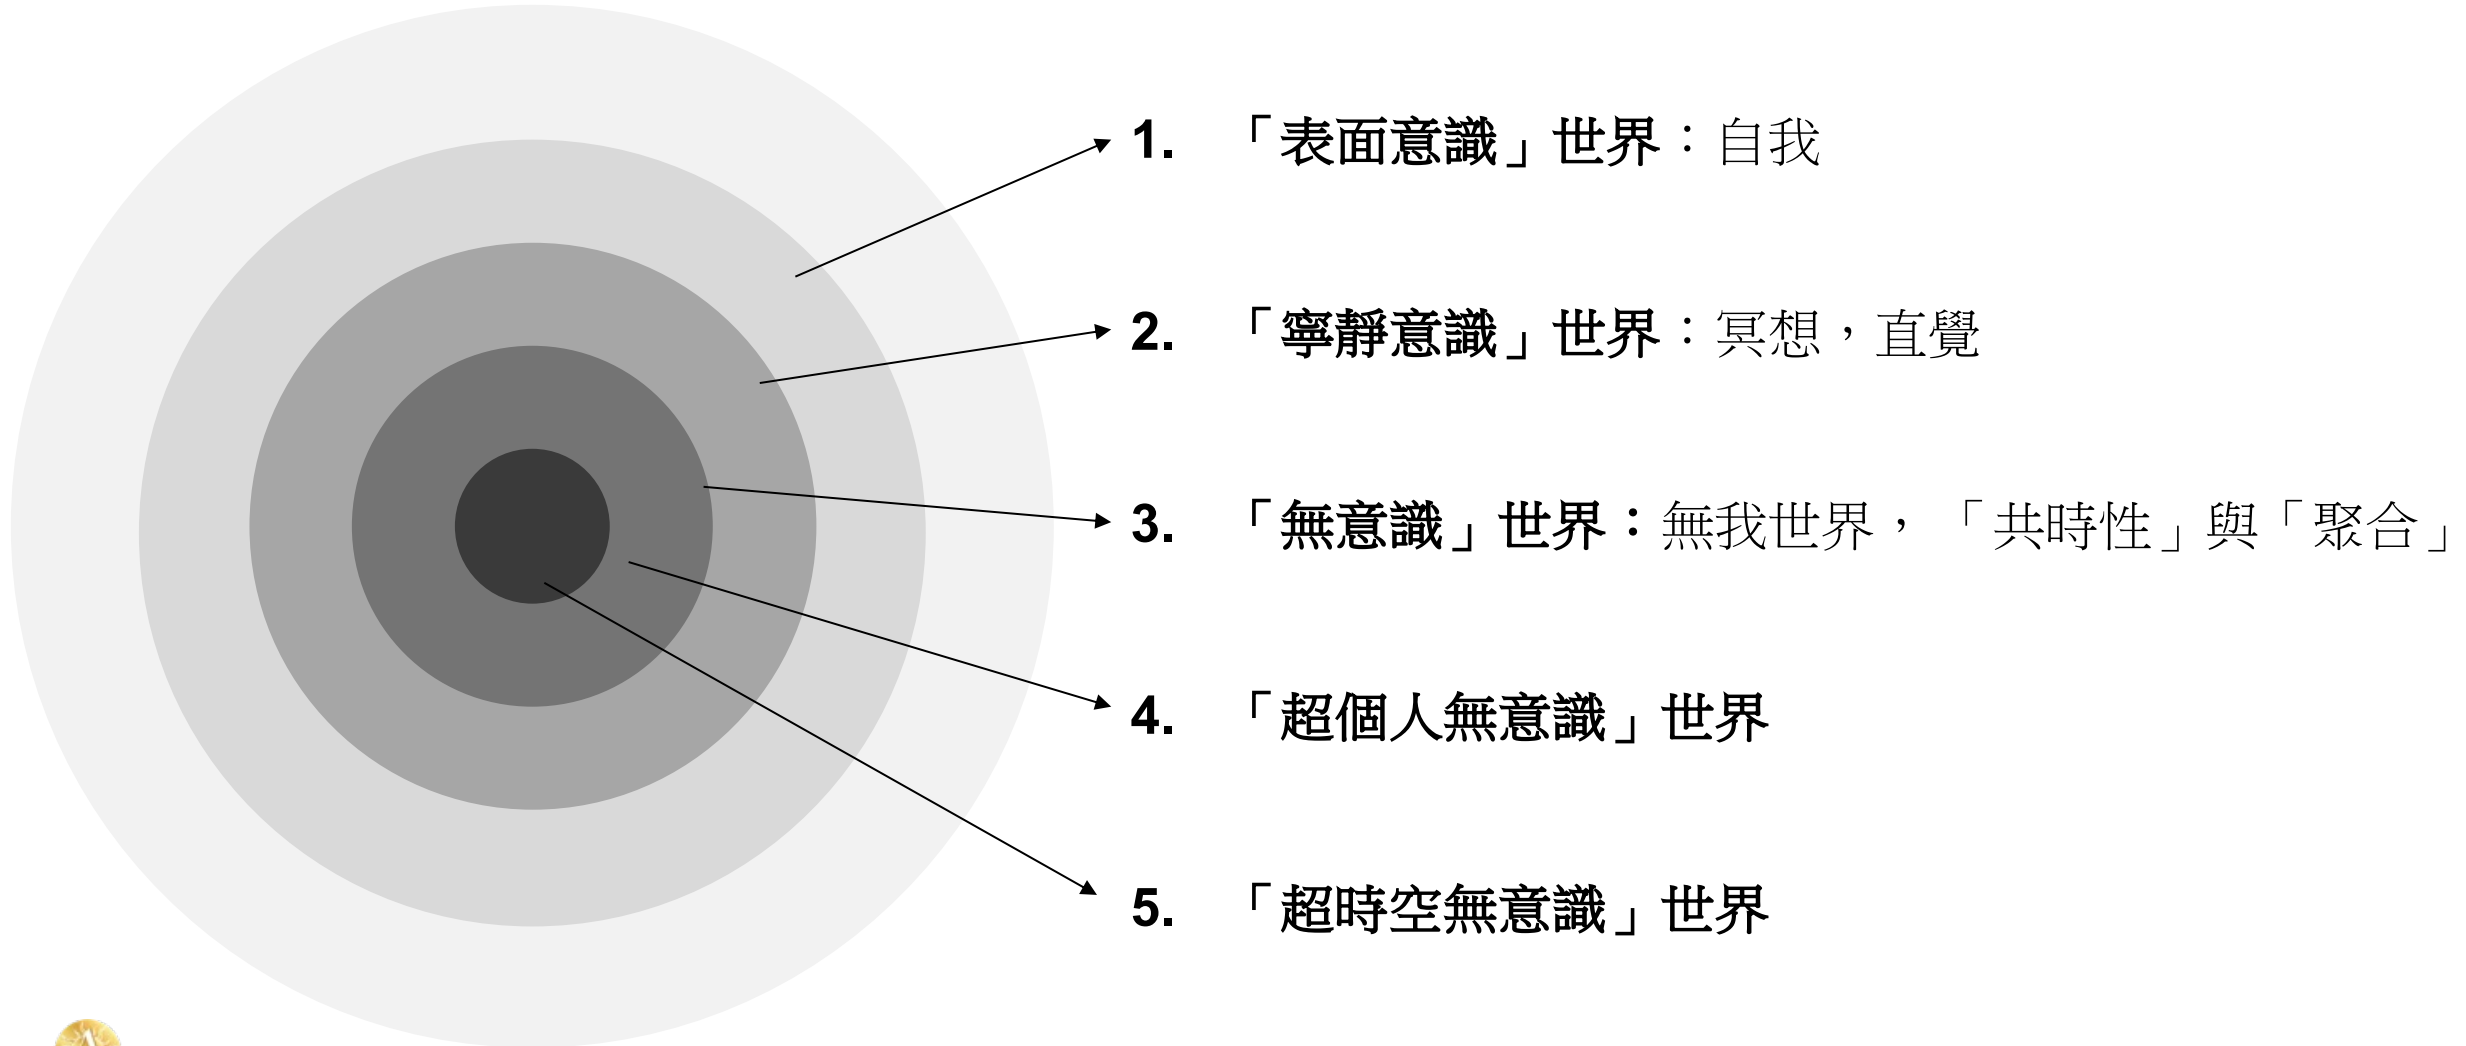 1. 「表面意識」世界：自我
2. 「寧靜意識」世界：冥想，直覺
3. 「無意識」世界：無我世界，「共時性」與「聚合」
4. 「超個人無意識」世界
5. 「超時空無意識」世界